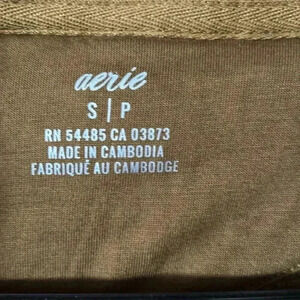 aerie
S | P
RN 54485 CA 03873
MADE IN CAMBODIA
FABRIQUÉ AU CAMBODGE